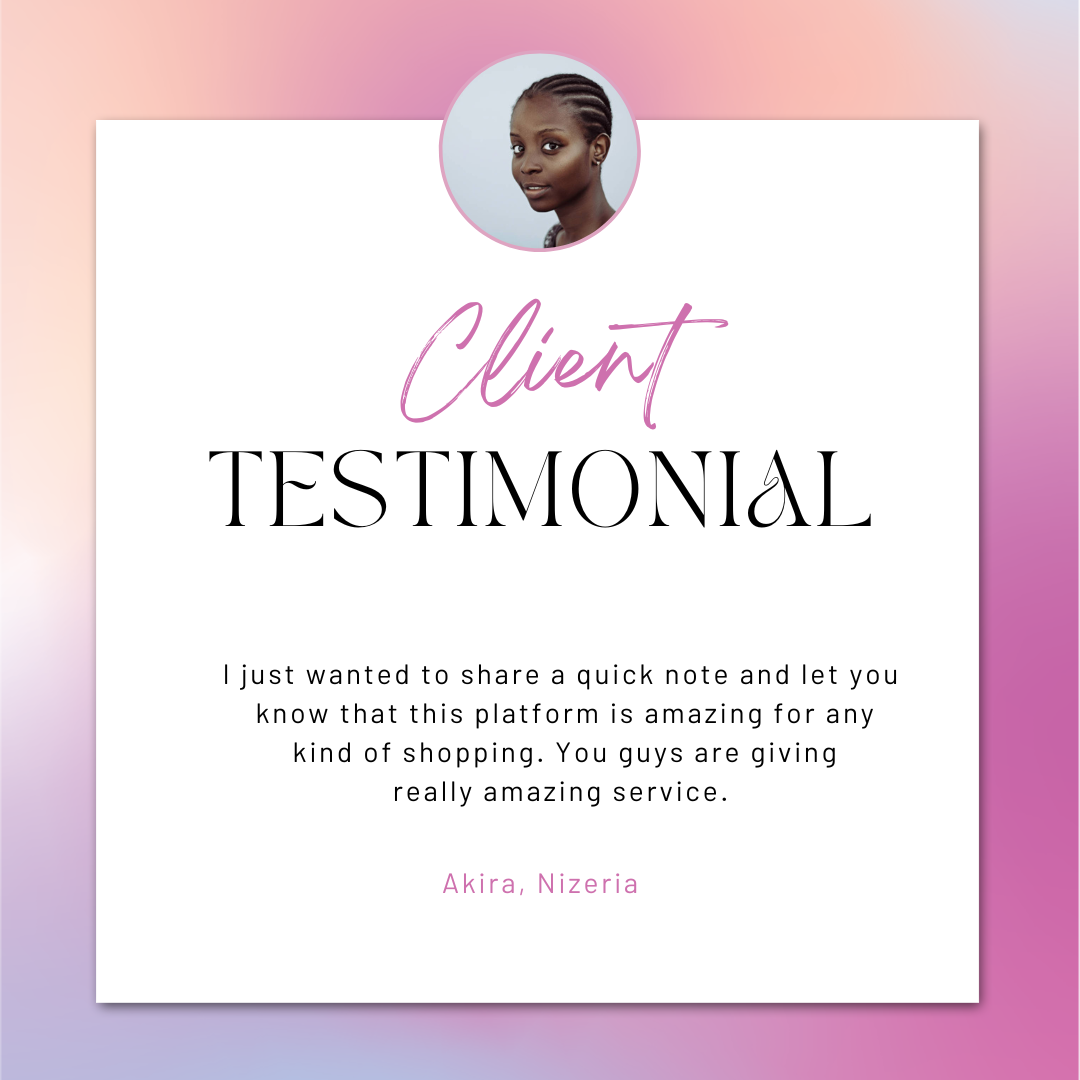 Client
TESTIMONIAL
I just wanted to share a quick note and let you
know that this platform is amazing for any
kind of shopping. You guys are giving
really amazing service.
Akira, Nizeria